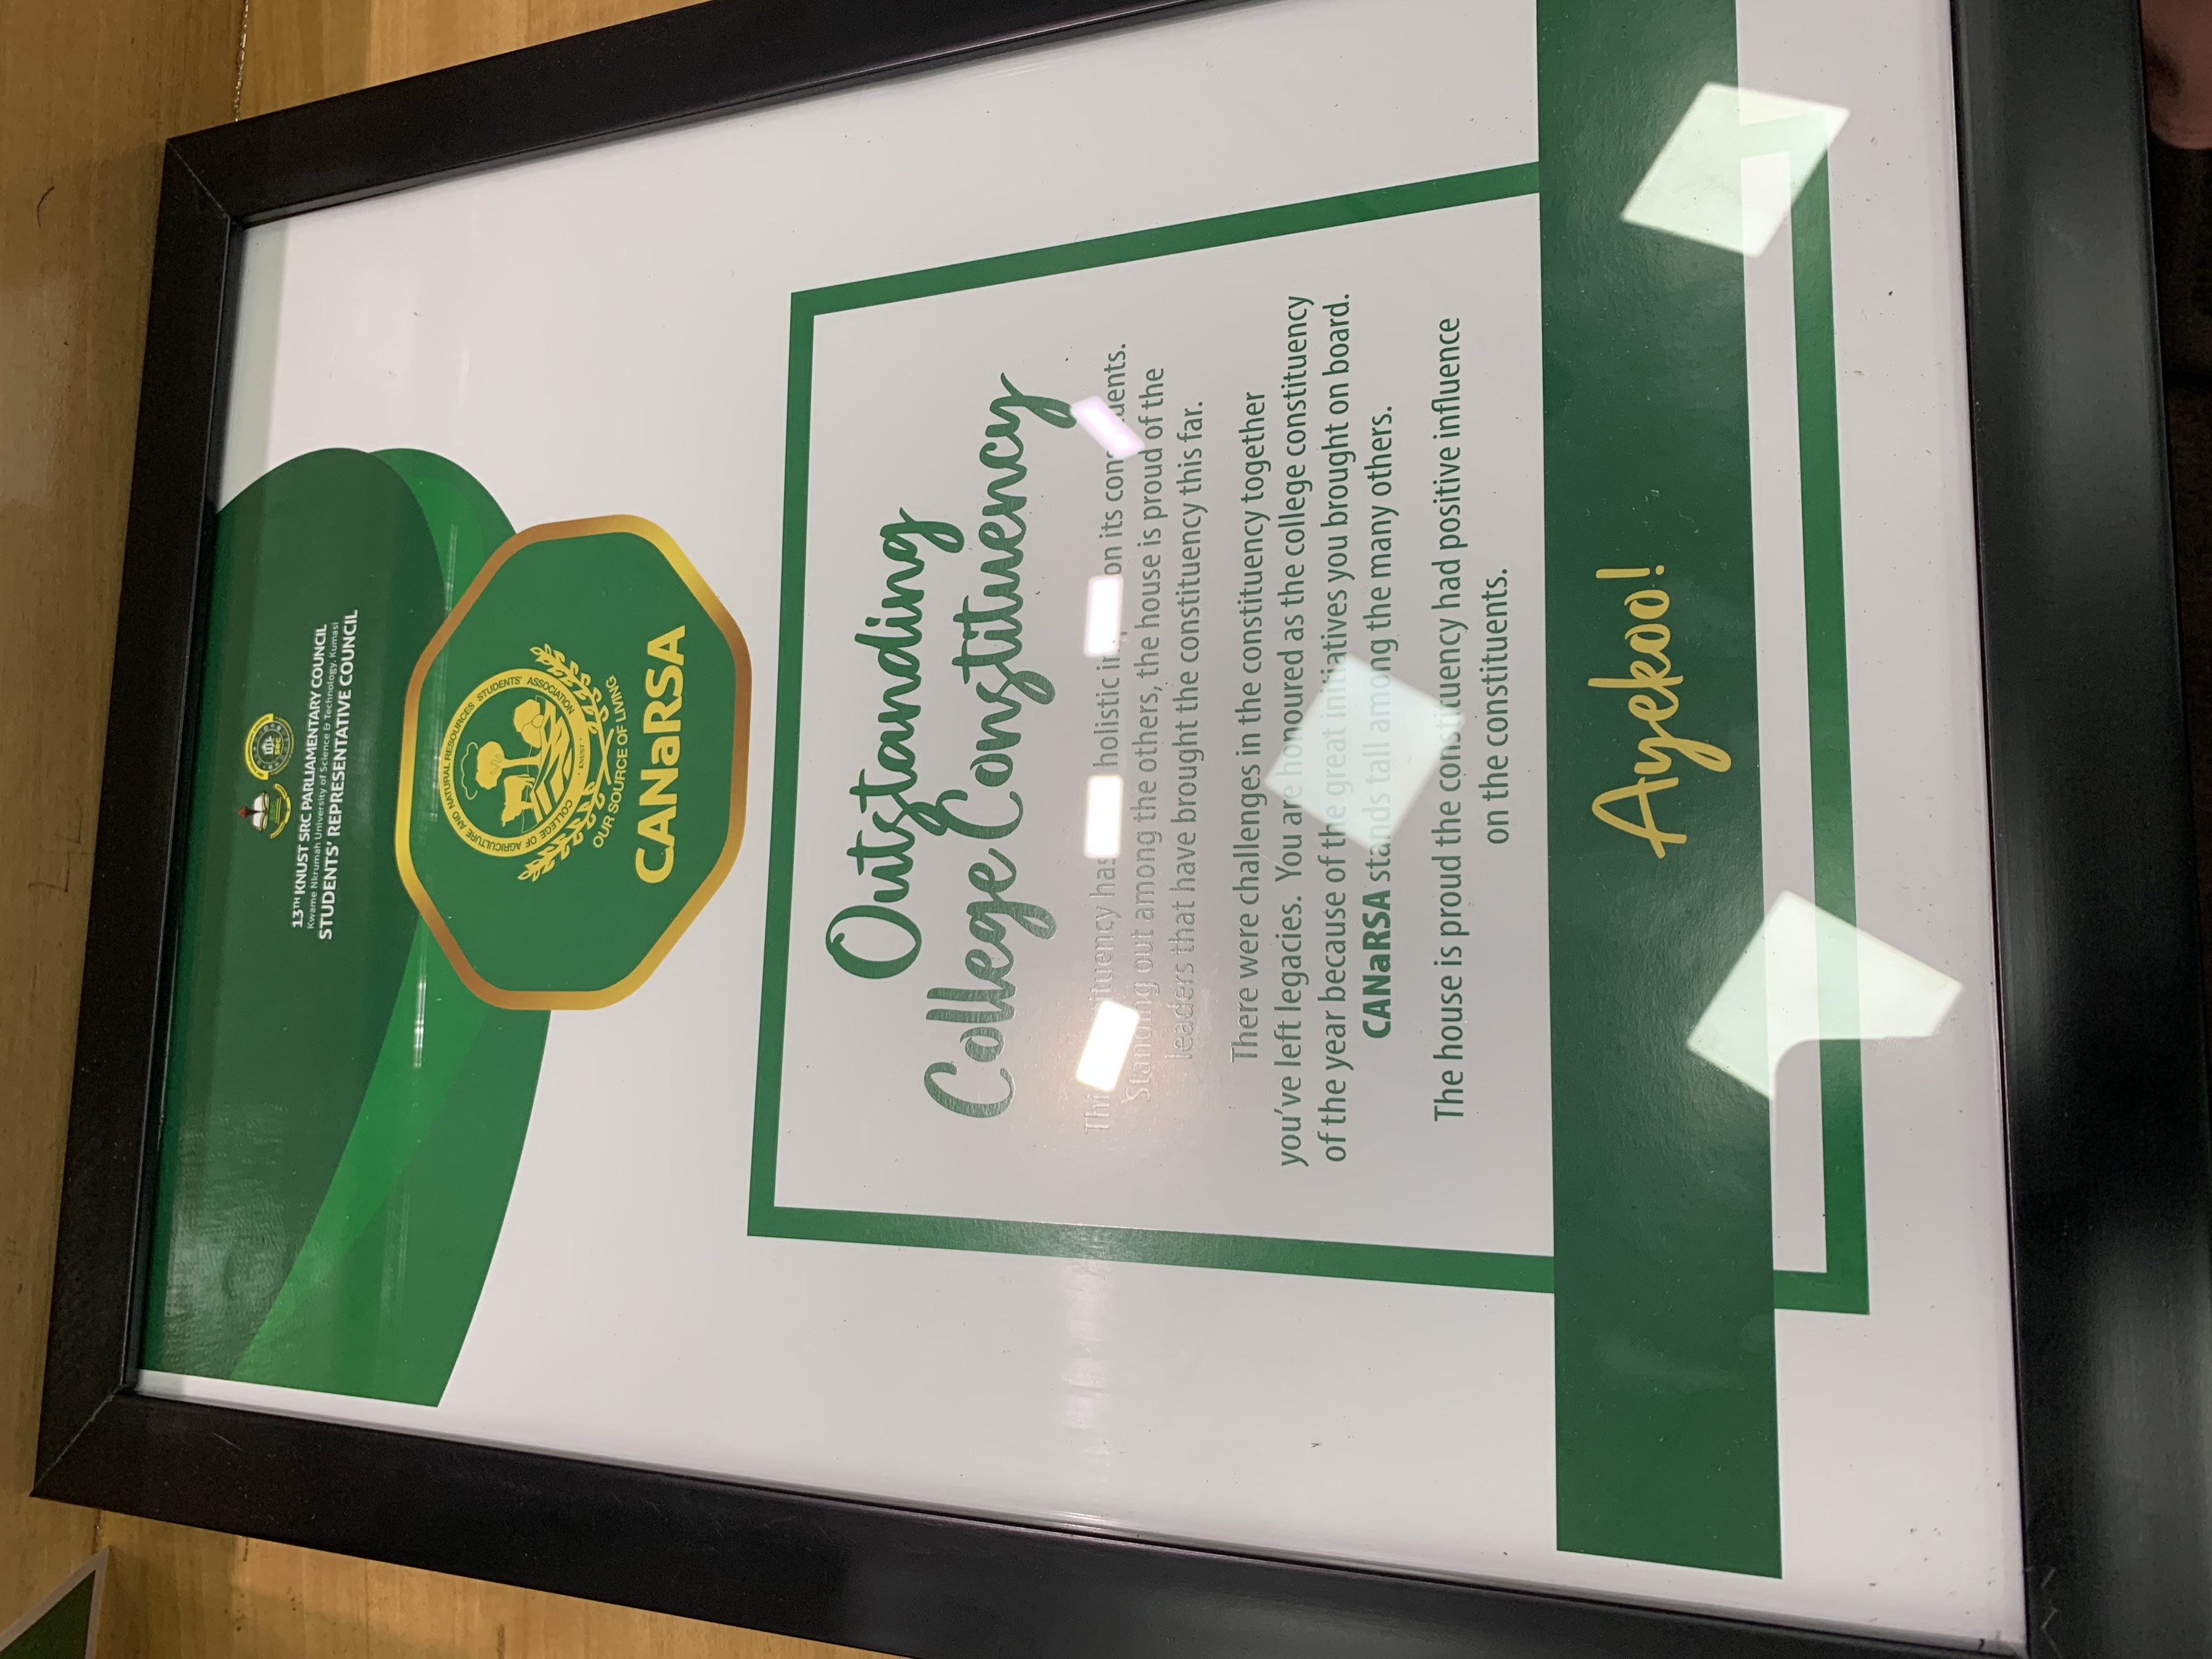 13TH KNUST SRC PARLIAMENTARY COUNCIL
Kwame Nkrumah University of Science & Technology, Kumasi
STUDENTS' REPRESENTATIVE COUNCIL
COLLEGE OF AGRICULTURE AND NATURAL RESOURCES STUDENTS' ASSOCIATION
KNUST
OUR SOURCE OF LIVING
CANaRSA
Outstanding
College Constituency
holistic on its
Standing out among the others, the house is proud of the
leaders that have brought the constituency this far.
There were challenges in the constituency together
you've left legacies. You are honoured as the college constituency
of the year because of the great initiatives you brought on board.
CANaRSA stands tall among the many others.
The house is proud the constituency had positive influence
on the constituents.
Ayekoo!